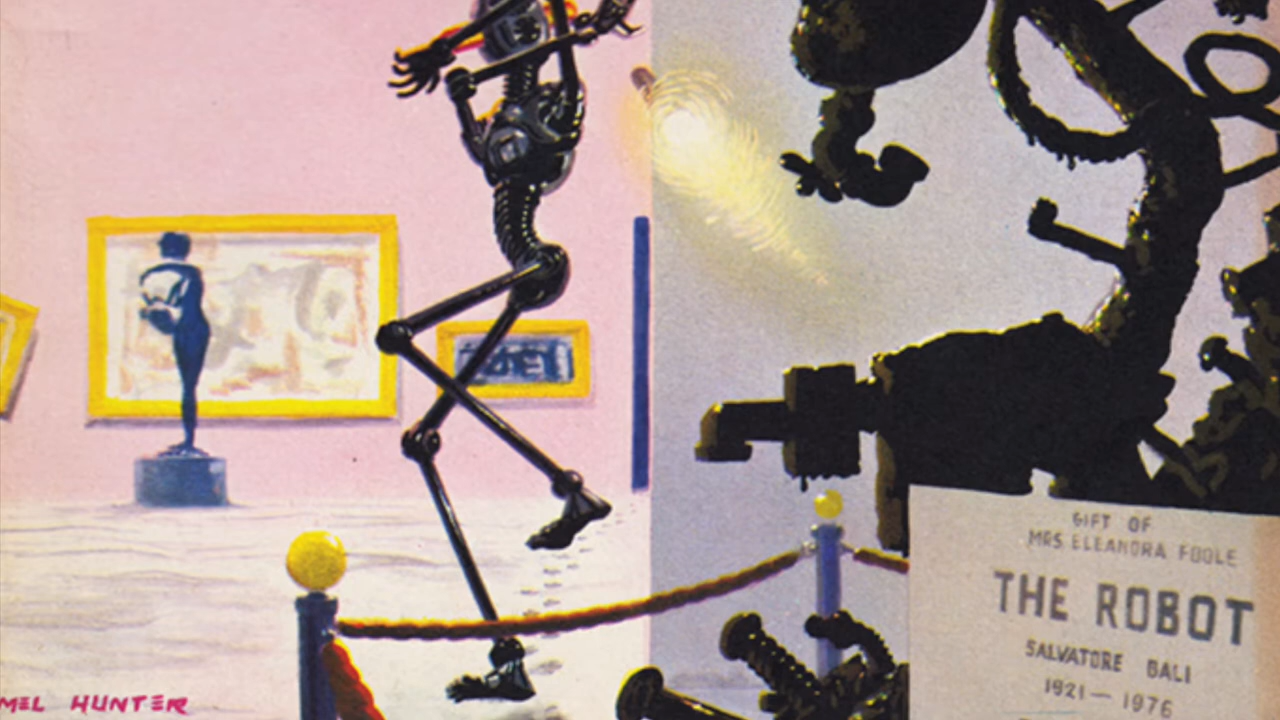 GIFT OF
MRS. ELEANORA FOOLE
THE ROBOT
SALVATORE BALI
1921 — 1976
MEL HUNTER